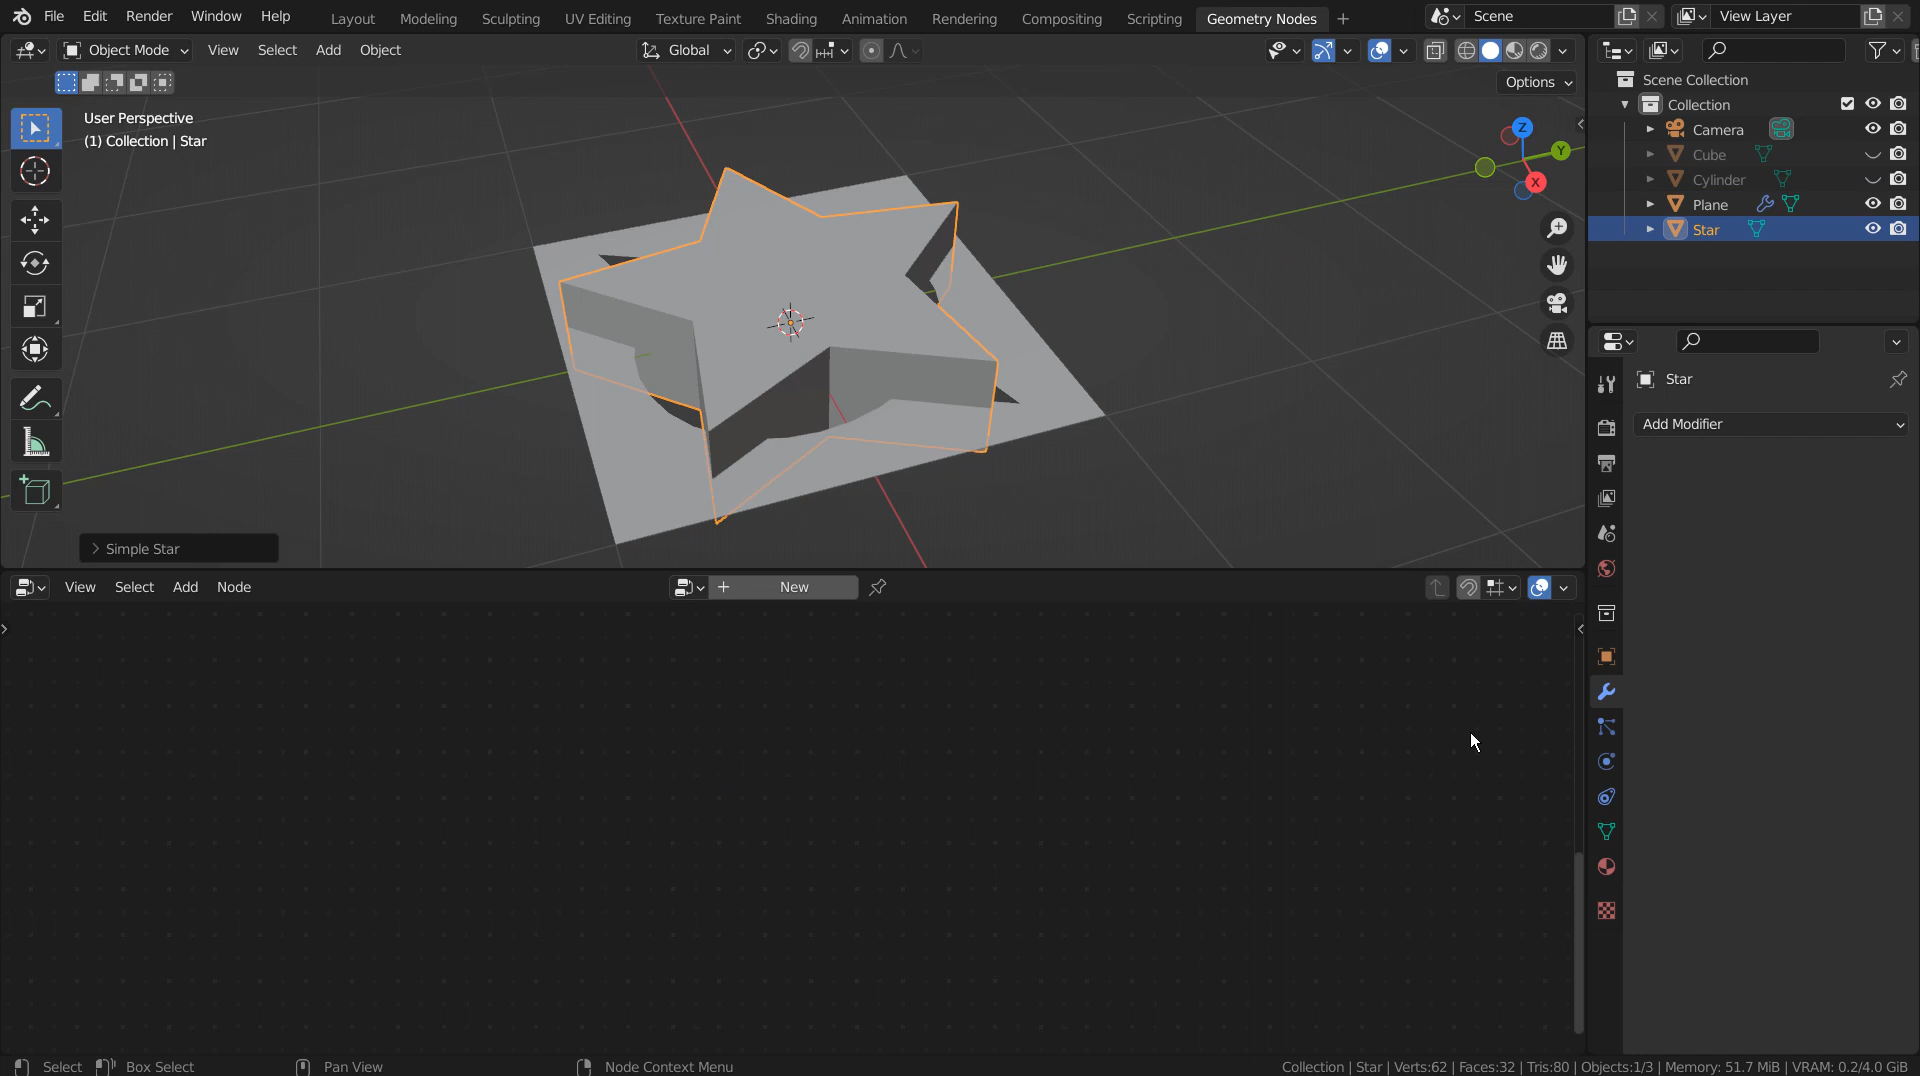 File Edit Render Window Help Layout Modeling Sculpting UV Editing Texture Paint Shading Animation Rendering Compositing Scripting Geometry Nodes Scene View Layer
Object Mode View Select Add Object Global
Options
User Perspective
(1) Collection | Star
Z
Y
X
Simple Star
Scene Collection
Collection
Camera
Cube
Cylinder
Plane
Star
Star
Add Modifier
View Select Add Node New
Select Box Select Pan View Node Context Menu Collection | Star | Verts:62 | Faces:32 | Tris:80 | Objects:1/3 | Memory: 51.7 MiB | VRAM: 0.2/4.0 GiB